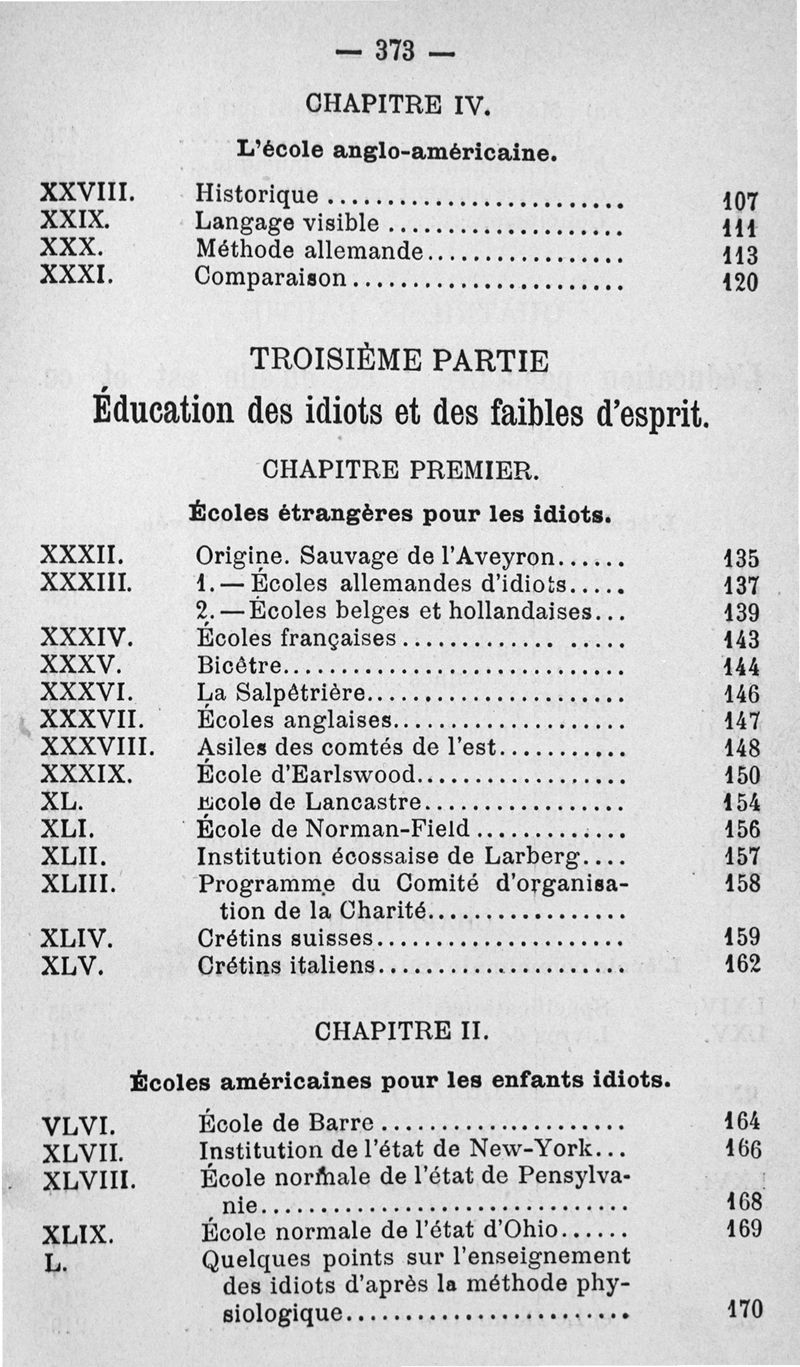 — 373 —
CHAPITRE IV.
L'école anglo-américaine.
XXVIII. Historique ......................... 107
XXIX. Langage visible .................... 111
XXX. Méthode allemande................. 113
XXXI. Comparaison ....................... 120
TROISIÈME PARTIE
Éducation des idiots et des faibles d'esprit.
CHAPITRE PREMIER.
Écoles étrangères pour les idiots.
XXXII. Origine. Sauvage de l'Aveyron...... 135
XXXIII. 1.— Écoles allemandes d'idiots..... 137
2.— Écoles belges et hollandaises... 139
XXXIV. Écoles françaises ............. ..... 143
XXXV. Bicêtre............................. 144
XXXVI. La Salpêtrière...................... 146
XXXVII. Écoles anglaises.................... 147
XXXVIII. Asiles des comtés de l'est........... 148
XXXIX. École d'Earlswood.................. 150
XL. École de Lancastre................. 154
XLI. École de Norman-Field ............. 156
XLII. Institution écossaise de Larberg.... 157
XLIII. Programme du Comité d'organisa- 158
tion de la Charité.................
XLIV. Crétins suisses..................... 159
XLV. Crétins italiens..................... 162
CHAPITRE II.
Écoles américaines pour les enfants idiots.
VLVI. École de Barre ..................... 164
XLVII. Institution de l'état de New-York... 166
XLVIII. École normale de l'état de Pensylva-
nie............................... 168
XLIX. École normale de l'état d'Ohio...... 169
L. Quelques points sur l'enseignement
des idiots d'après la méthode phy-
siologique........................ 170